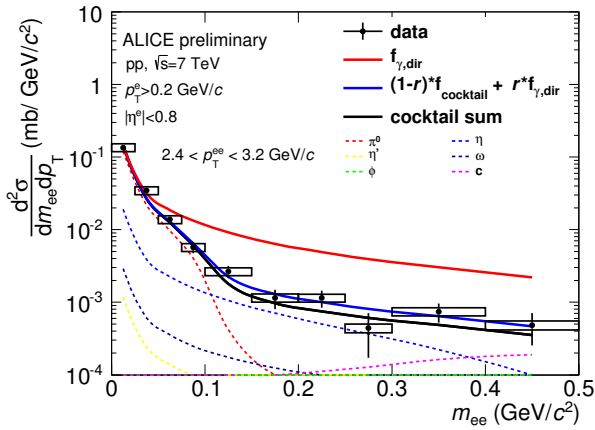 ALICE preliminary
pp, √s=7 TeV
p_T^e>0.2 GeV/c
|η^e|<0.8
2.4 < p_T^ee < 3.2 GeV/c
data
f_γ,dir
(1-r)*f_cocktail + r*f_γ,dir
cocktail sum
π⁰ η
η' ω
ϕ c
d²σ/dm_ee dp_T (mb/ GeV/c²)
10
1
10⁻¹
10⁻²
10⁻³
10⁻⁴
0 0.1 0.2 0.3 0.4 0.5
m_ee (GeV/c²)